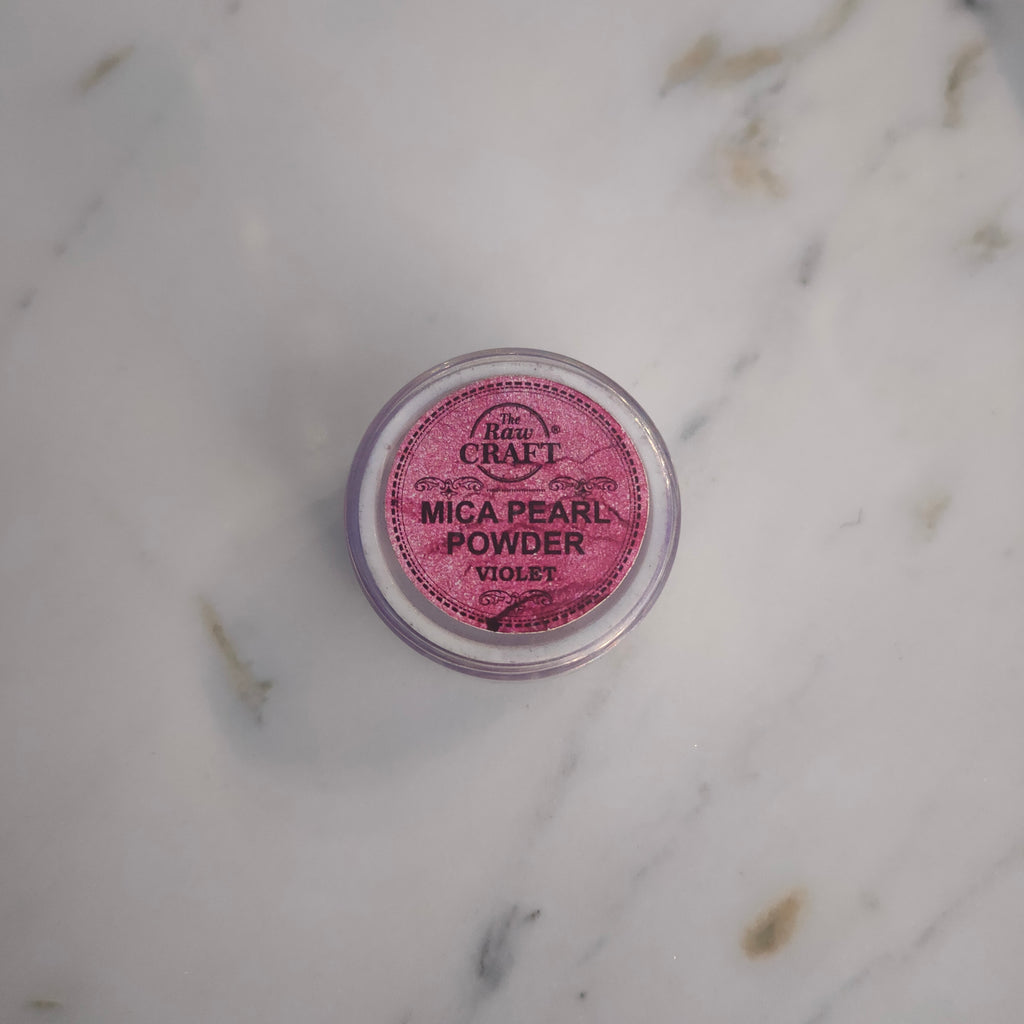 The
Raw
CRAFT®
MICA PEARL
POWDER
VIOLET